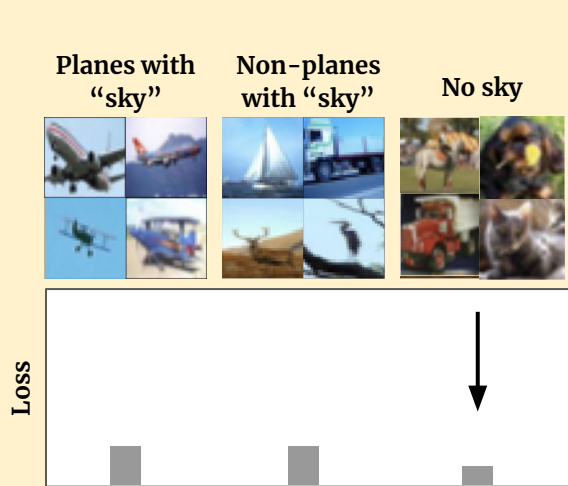 Planes with
“sky”
Non-planes
with “sky”
No sky
Loss